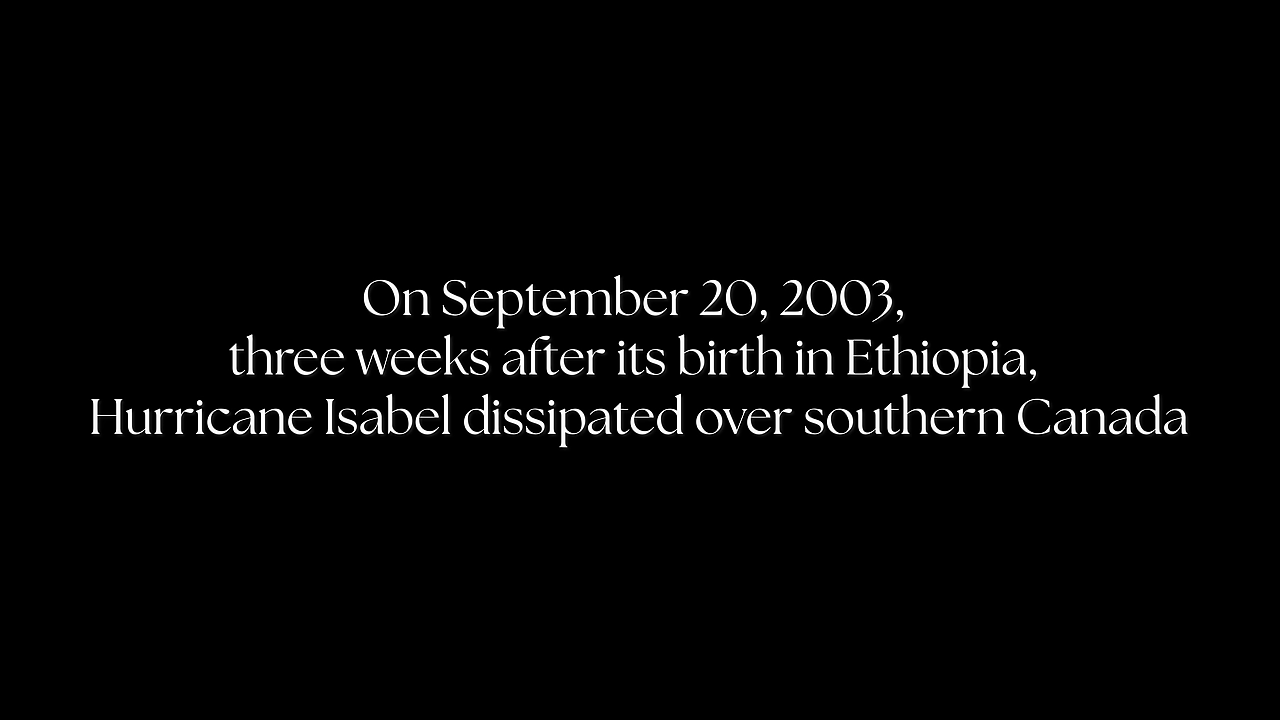 On September 20, 2003,
three weeks after its birth in Ethiopia,
Hurricane Isabel dissipated over southern Canada